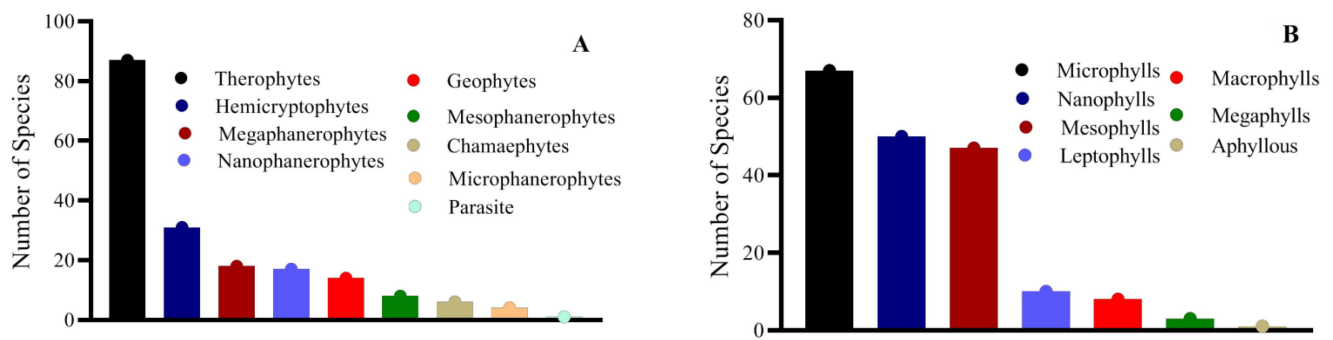 A
Number of Species
100
80
60
40
20
0
Therophytes
Hemicryptophytes
Megaphanerophytes
Nanophanerophytes
Geophytes
Mesophanerophytes
Chamaephytes
Microphanerophytes
Parasite
B
Number of Species
80
60
40
20
0
Microphylls
Nanophylls
Mesophylls
Leptophylls
Macrophylls
Megaphylls
Aphyllous